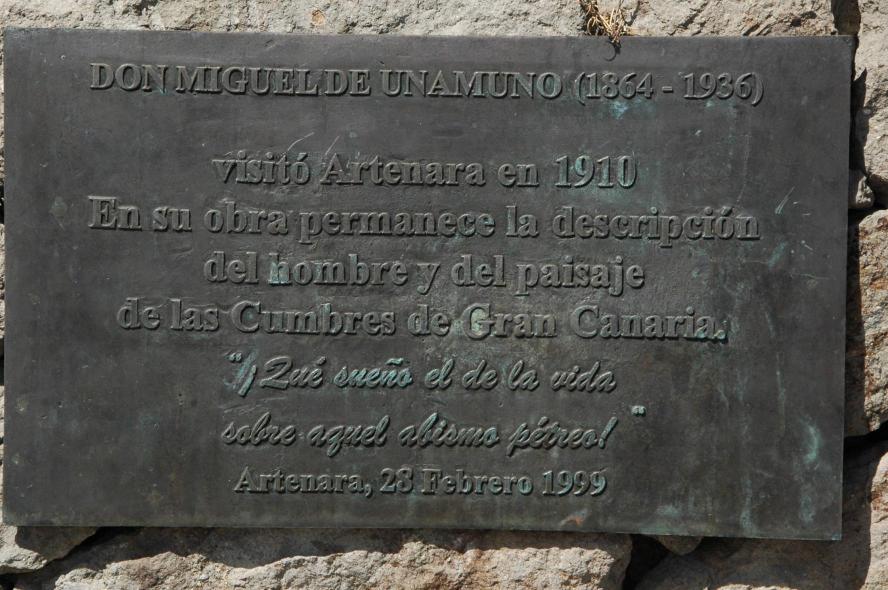 DON MIGUEL DE UNAMUNO (1864 - 1936)
visitó Artenara en 1910
En su obra permanece la descripción
del hombre y del paisaje
de las Cumbres de Gran Canaria.
"¡Qué sueño el de la vida
sobre aquel abismo pétreo!"
Artenara, 28 Febrero 1999